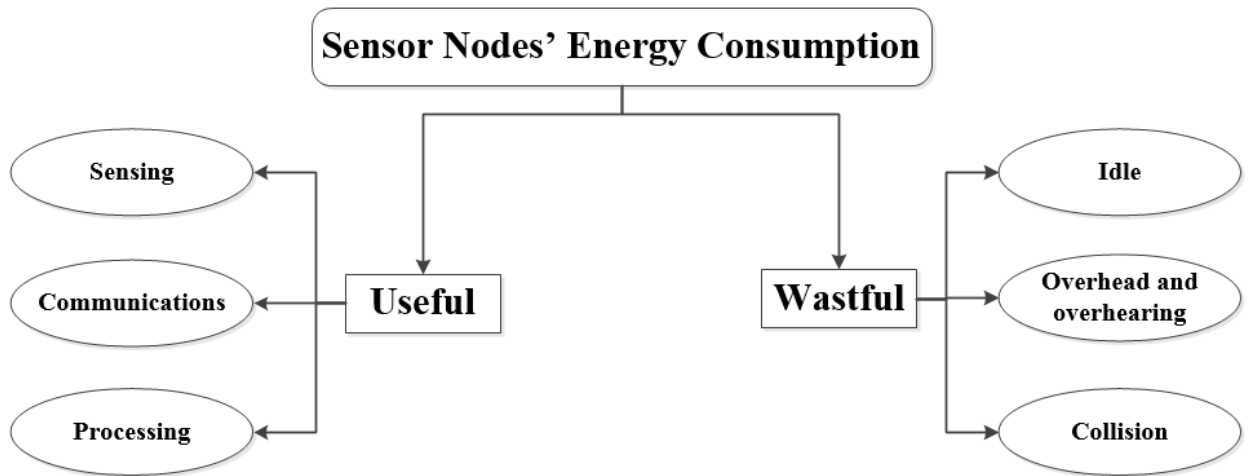 Sensor Nodes’ Energy Consumption
Sensing
Idle
Communications
Useful
Wastful
Overhead and
overhearing
Processing
Collision